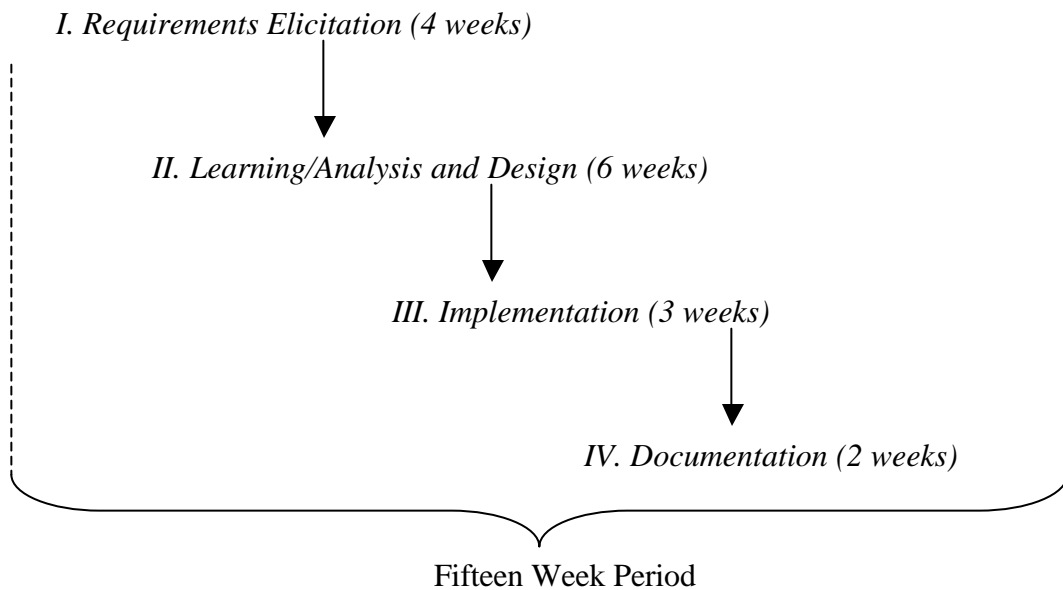 I. Requirements Elicitation (4 weeks)
II. Learning/Analysis and Design (6 weeks)
III. Implementation (3 weeks)
IV. Documentation (2 weeks)
Fifteen Week Period